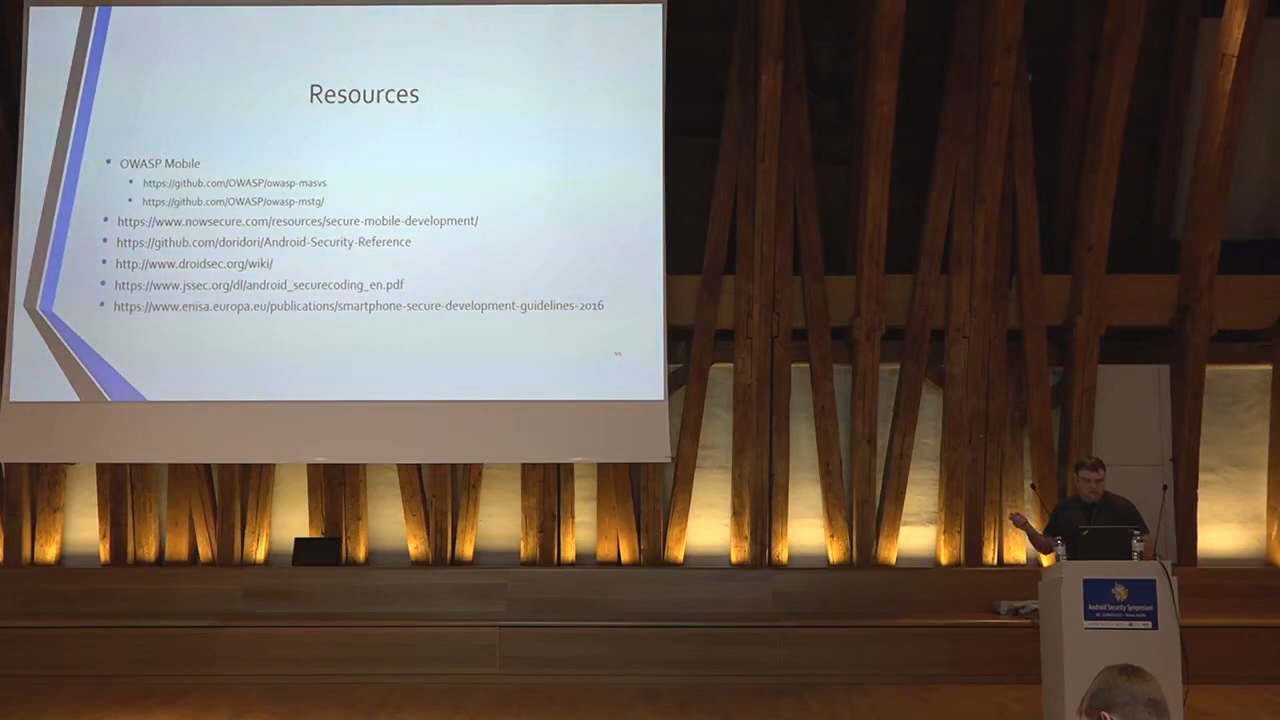 Resources
OWASP Mobile
https://github.com/OWASP/owasp-masvs
https://github.com/OWASP/owasp-mstg/
https://www.nowsecure.com/resources/secure-mobile-development/
https://github.com/doridori/Android-Security-Reference
http://www.droidsec.org/wiki/
https://www.jssec.org/dl/android_securecoding_en.pdf
https://www.enisa.europa.eu/publications/smartphone-secure-development-guidelines-2016
Android Security Symposium